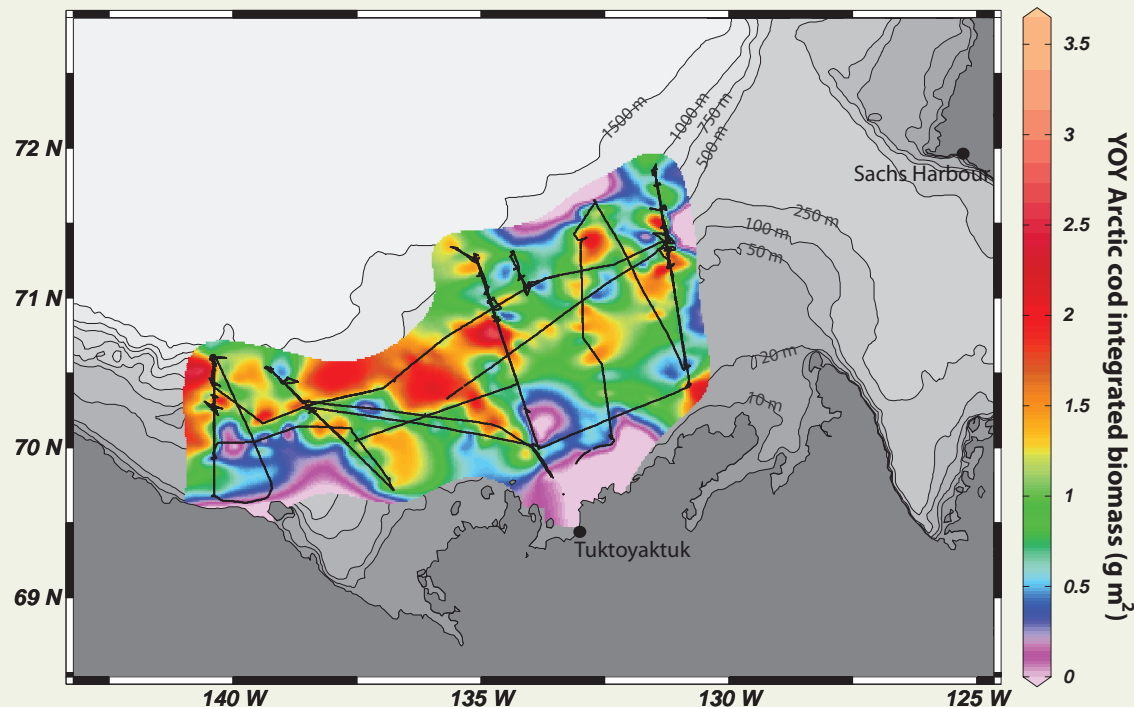 3.5
1500 m
1000 m
750 m
500 m
72 N
3
Sachs Harbour
250 m
100 m
50 m
2.5
YOY Arctic cod integrated biomass (g m²)
71 N
2
20 m
10 m
1.5
70 N
1
Tuktoyaktuk
0.5
69 N
0
140 W
135 W
130 W
125 W